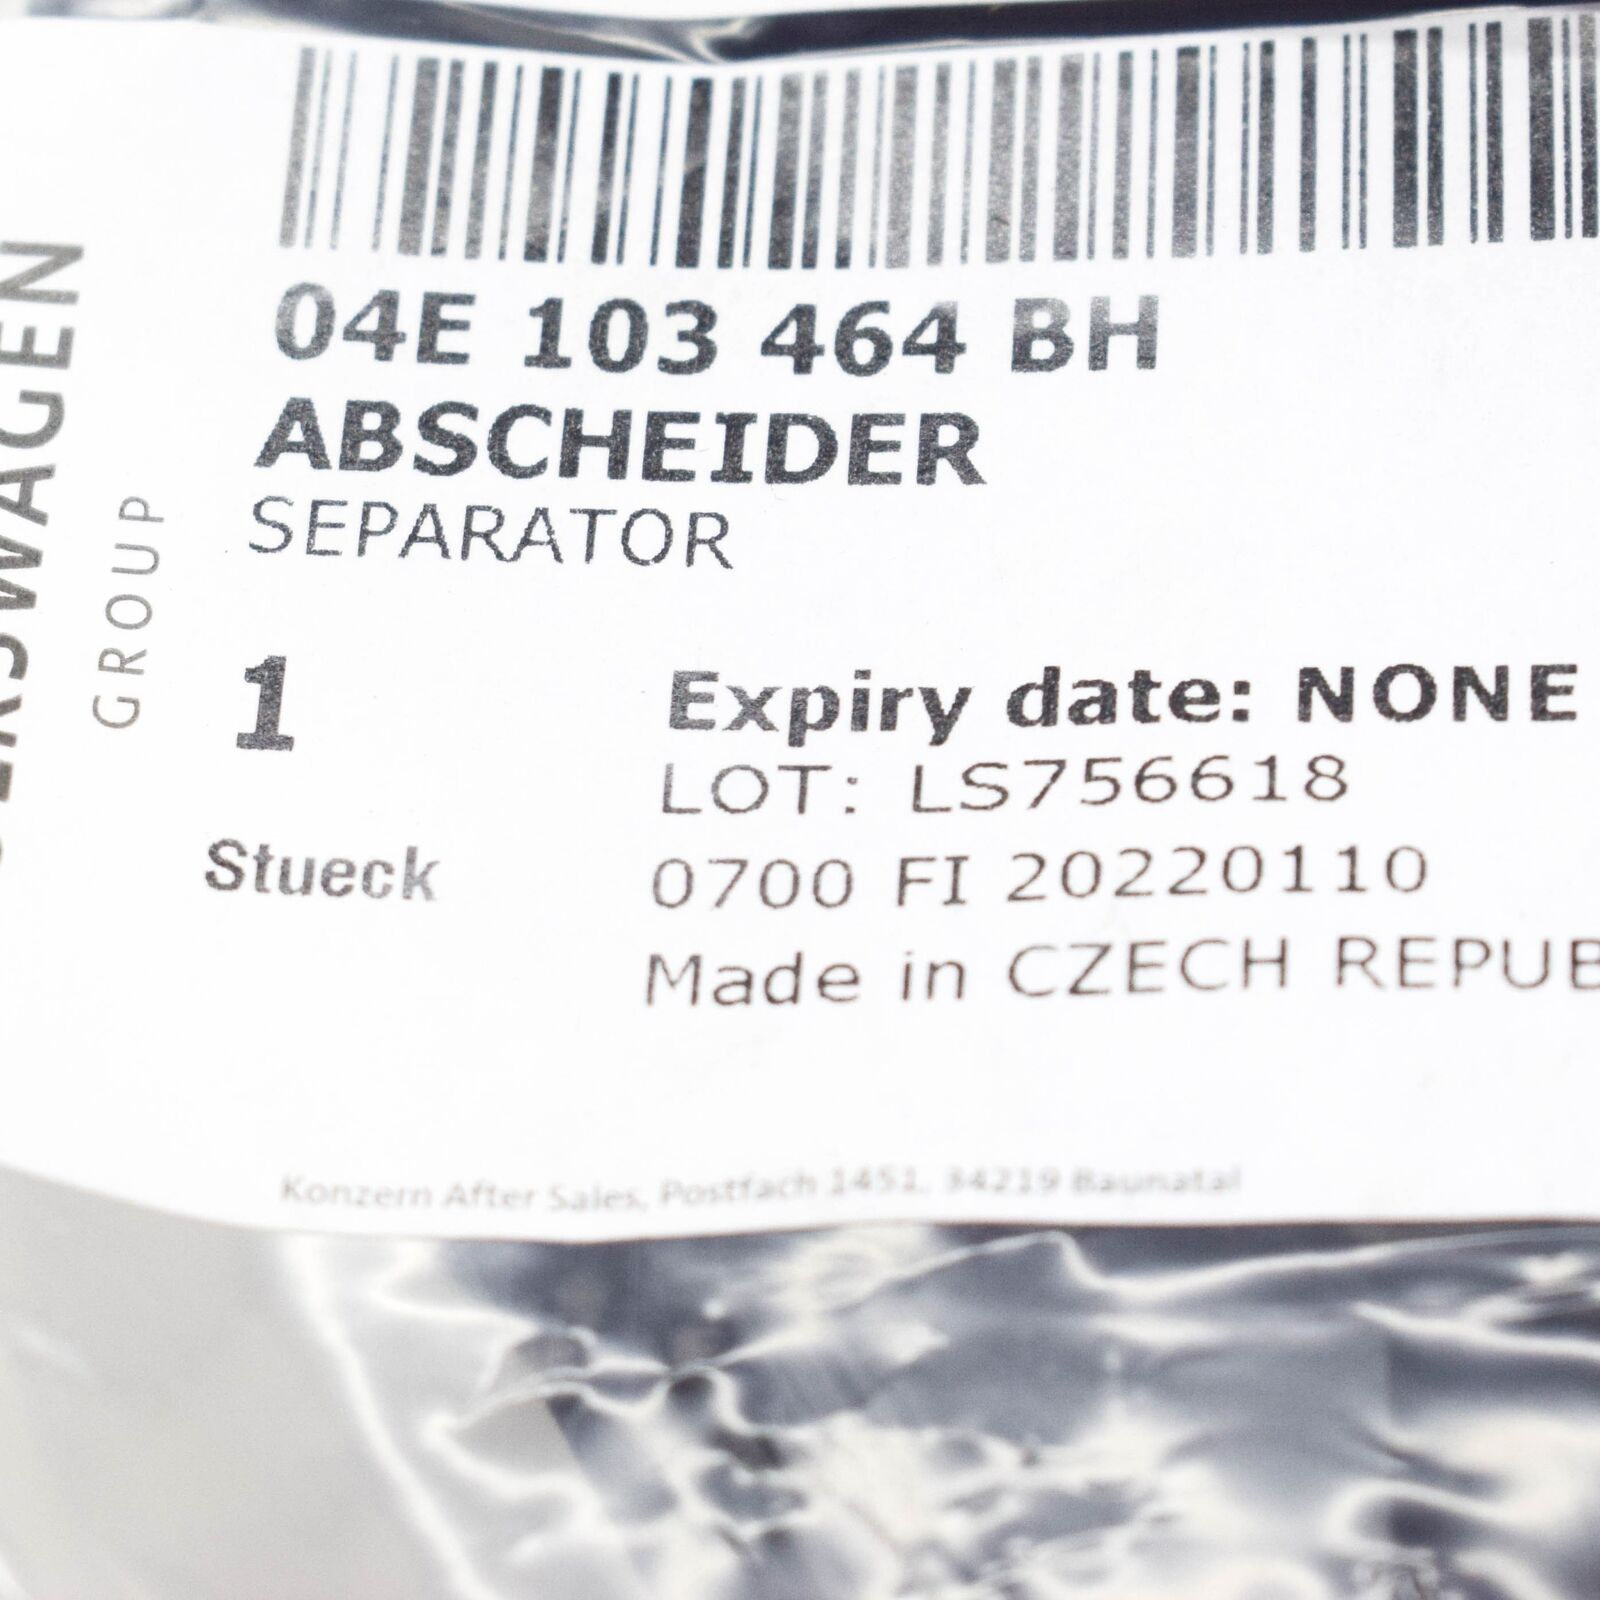 04E 103 464 BH
ABSCHEIDER
SEPARATOR
1
Stueck
Expiry date: NONE
LOT: LS756618
0700 FI 20220110
Made in CZECH REPUB
Konzern After Sales, Postfach 1451, 34219 Baunatal
GROUP